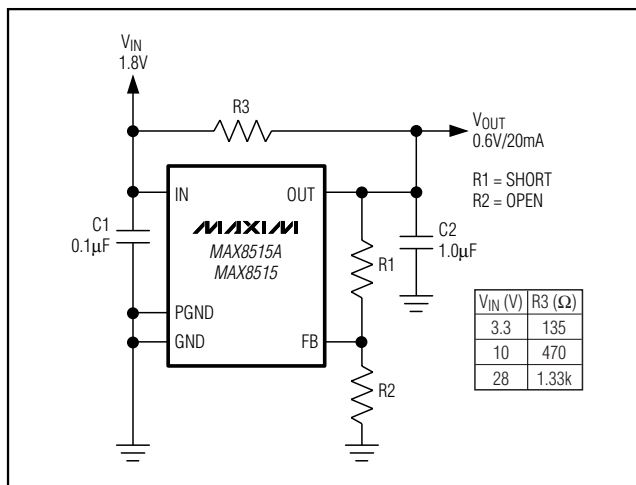 VIN
1.8V
R3
VOUT
0.6V/20mA
R1 = SHORT
R2 = OPEN
IN
OUT
MAXIM
MAX8515A
MAX8515
C1
0.1µF
R1
C2
1.0µF
PGND
GND
FB
R2
VIN (V) R3 (Ω)
3.3 135
10 470
28 1.33k